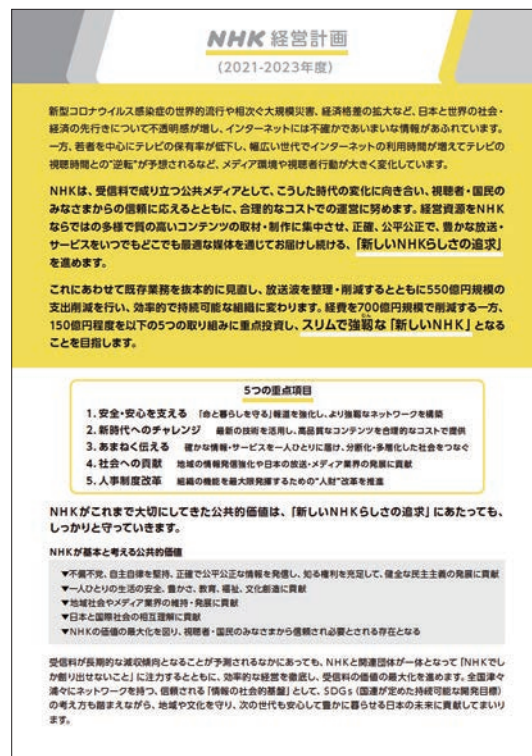 NHK 経営計画
(2021-2023年度)
新型コロナウイルス感染症の世界的流行や相次ぐ大規模災害、経済格差の拡大など、日本と世界の社会・
経済の先行きについて不透明感が増し、インターネットには不確かであいまいな情報があふれています。
一方、若者を中心にテレビの保有率が低下し、幅広い世代でインターネットの利用時間が増えてテレビの
視聴時間との“逆転”が予想されるなど、メディア環境や視聴者行動が大きく変化しています。
NHKは、受信料で成り立つ公共メディアとして、こうした時代の変化に向き合い、視聴者・国民の
みなさまからの信頼に応えるとともに、合理的なコストでの運営に努めます。経営資源をNHK
ならではの多様で質の高いコンテンツの取材・制作に集中させ、正確、公平公正で、豊かな放送・
サービスをいつでもどこでも最適な媒体を通じてお届けし続ける、「新しいNHKらしさの追求」
を進めます。
これにあわせて既存業務を抜本的に見直し、放送波を整理・削減するとともに550億円規模の
支出削減を行い、効率的で持続可能な組織に変わります。経費を700億円規模で削減する一方、
150億円程度を以下の5つの取り組みに重点投資し、スリムで強靱な「新しいNHK」となる
ことを目指します。
5つの重点項目
1. 安全・安心を支える 「命と暮らしを守る」報道を強化し、より強靱なネットワークを構築
2. 新時代へのチャレンジ 最新の技術を活用し、高品質なコンテンツを合理的なコストで提供
3. あまねく伝える 確かな情報・サービスを一人ひとりに届け、分断化・多層化した社会をつなぐ
4. 社会への貢献 地域の情報発信強化や日本の放送・メディア業界の発展に貢献
5. 人事制度改革 組織の機能を最大限発揮するための“人財”改革を推進
NHKがこれまで大切にしてきた公共的価値は、「新しいNHKらしさの追求」にあたっても、
しっかりと守っていきます。
NHKが基本と考える公共的価値
▼不偏不党、自主自律を堅持、正確で公平公正な情報を発信し、知る権利を充足して、健全な民主主義の発展に貢献
▼一人ひとりの生活の安全、豊かさ、教育、福祉、文化創造に貢献
▼地域社会やメディア業界の維持・発展に貢献
▼日本と国際社会の相互理解に貢献
▼NHKの価値の最大化を図り、視聴者・国民のみなさまから信頼され必要とされる存在となる
受信料が長期的な減収傾向となることが予測されるなかにあっても、NHKと関連団体が一体となって「NHKでし
か創り出せないこと」に注力するとともに、効率的な経営を徹底し、受信料の価値の最大化を進めます。全国津々
浦々にネットワークを持つ、信頼される「情報の社会的基盤」として、SDGs(国連が定めた持続可能な開発目標)
の考え方も踏まえながら、地域や文化を守り、次の世代も安心して豊かに暮らせる日本の未来に貢献してまいり
ます。